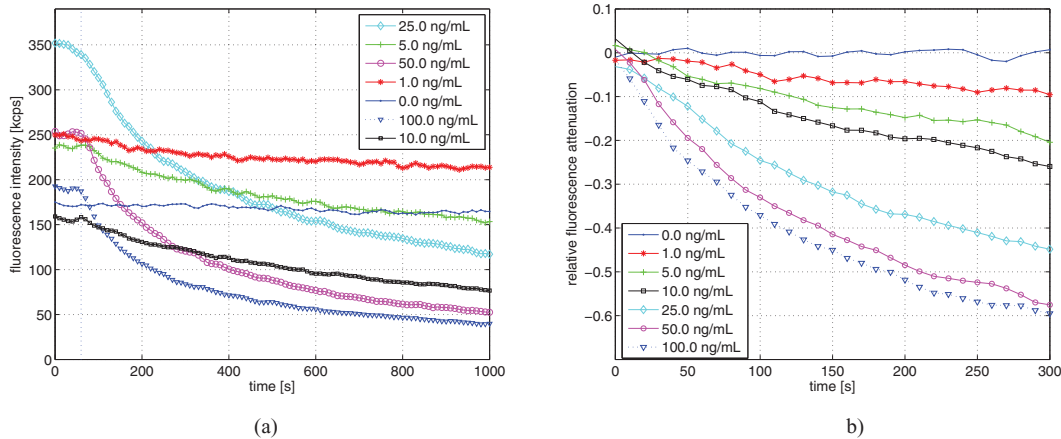 350
300
250
200
150
100
50
0
fluorescence intensity [kcps]
0 200 400 600 800 1000
time [s]
25.0 ng/mL
5.0 ng/mL
50.0 ng/mL
1.0 ng/mL
0.0 ng/mL
100.0 ng/mL
10.0 ng/mL
(a)
0.1
0
−0.1
−0.2
−0.3
−0.4
−0.5
−0.6
relative fluorescence attenuation
0 50 100 150 200 250 300
time [s]
0.0 ng/mL
1.0 ng/mL
5.0 ng/mL
10.0 ng/mL
25.0 ng/mL
50.0 ng/mL
100.0 ng/mL
b)